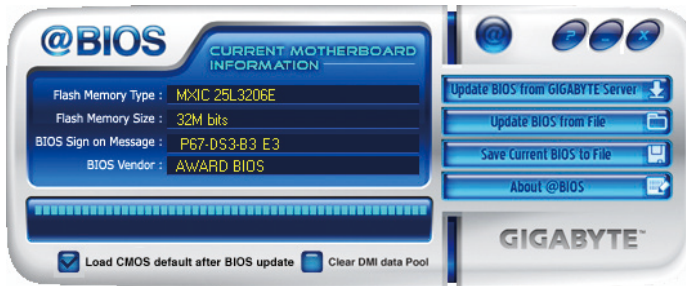 @BIOS
CURRENT MOTHERBOARD
INFORMATION
Flash Memory Type : MXIC 25L3206E
Flash Memory Size : 32M bits
BIOS Sign on Message : P67-DS3-B3 E3
BIOS Vendor : AWARD BIOS
Load CMOS default after BIOS update
Clear DMI data Pool
@
?
_
X
Update BIOS from GIGABYTE Server
Update BIOS from File
Save Current BIOS to File
About @BIOS
GIGABYTE™